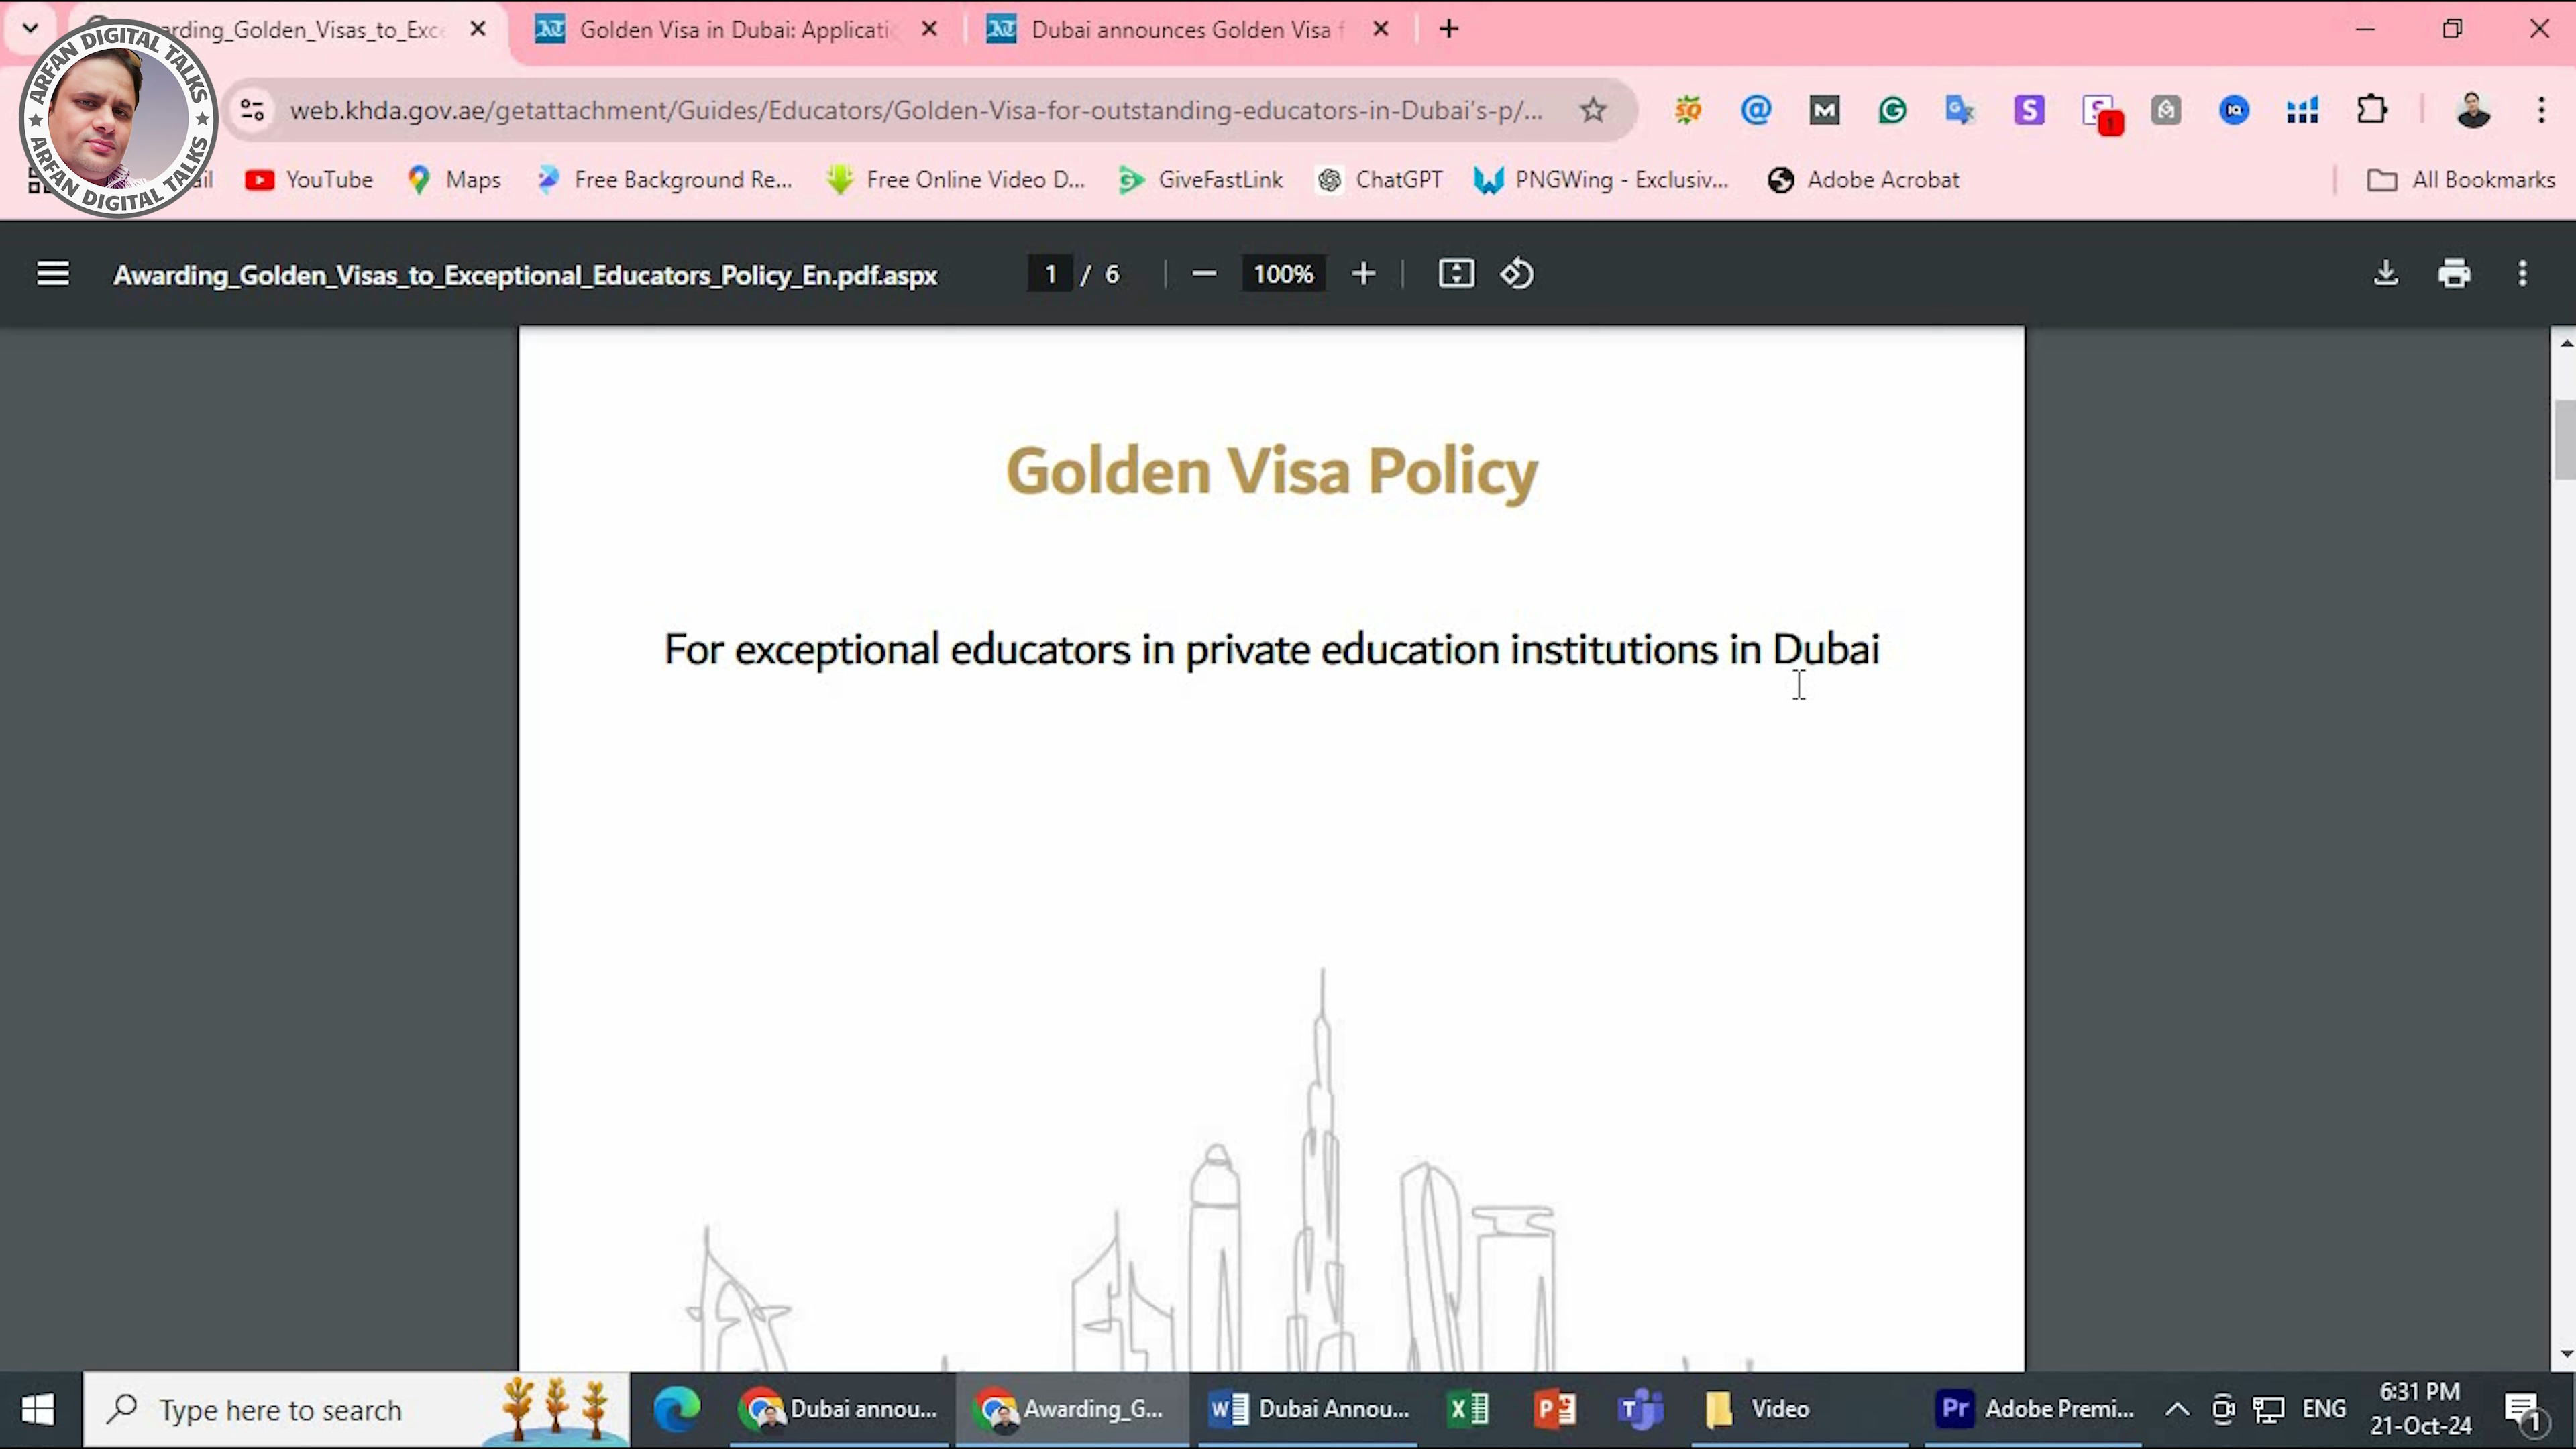 arding_Golden_Visas_to_Exce
Golden Visa in Dubai: Applicati
Dubai announces Golden Visa f
ARFAN DIGITAL TALKS
ARFAN DIGITAL TALKS
web.khda.gov.ae/getattachment/Guides/Educators/Golden-Visa-for-outstanding-educators-in-Dubai's-p/...
ail
YouTube
Maps
Free Background Re...
Free Online Video D...
GiveFastLink
ChatGPT
PNGWing - Exclusiv...
Adobe Acrobat
All Bookmarks
Awarding_Golden_Visas_to_Exceptional_Educators_Policy_En.pdf.aspx
1 / 6
100%
Golden Visa Policy
For exceptional educators in private education institutions in Dubai
Type here to search
Dubai annou...
Awarding_G...
Dubai Annou...
Video
Pr
Adobe Premi...
ENG
6:31 PM
21-Oct-24
1